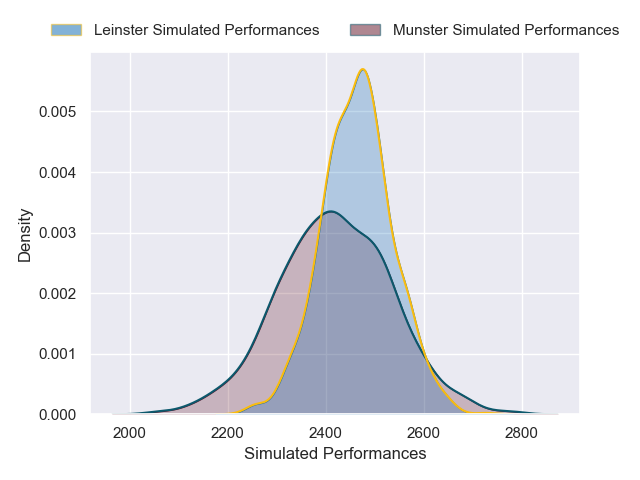 Leinster Simulated Performances   Munster Simulated Performances
0.005
0.004
0.003
0.002
0.001
0.000
Density
2000   2200   2400   2600   2800
Simulated Performances